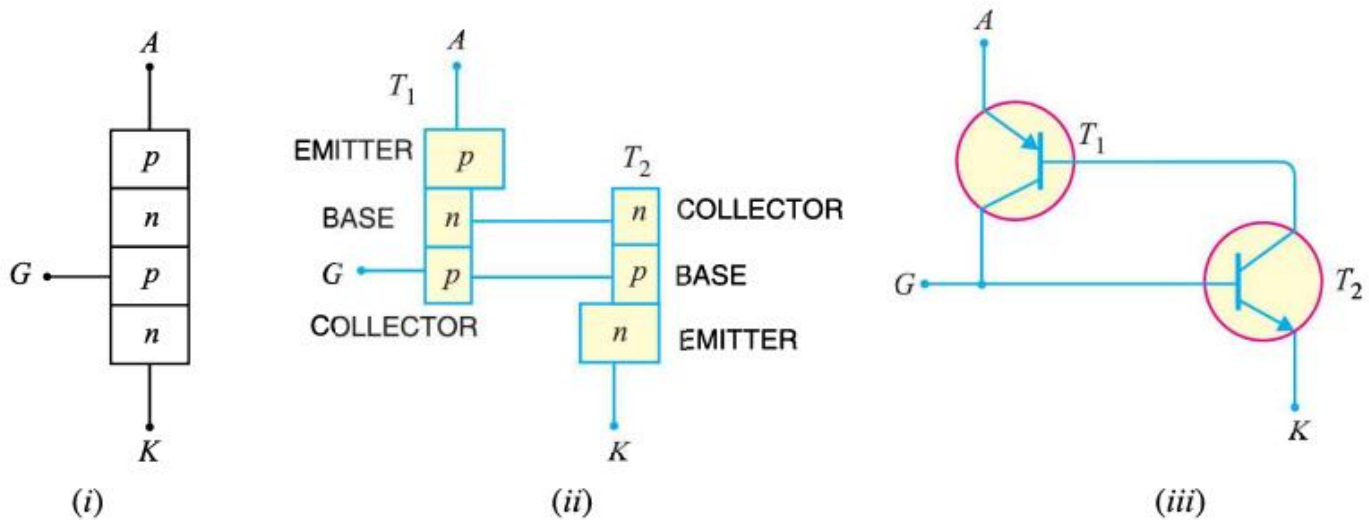 A
p
n
G
p
n
K
(i)
A
T1
EMITTER
p
T2
BASE
n
n
COLLECTOR
G
p
p
BASE
COLLECTOR
n
EMITTER
K
(ii)
A
T1
G
T2
K
(iii)